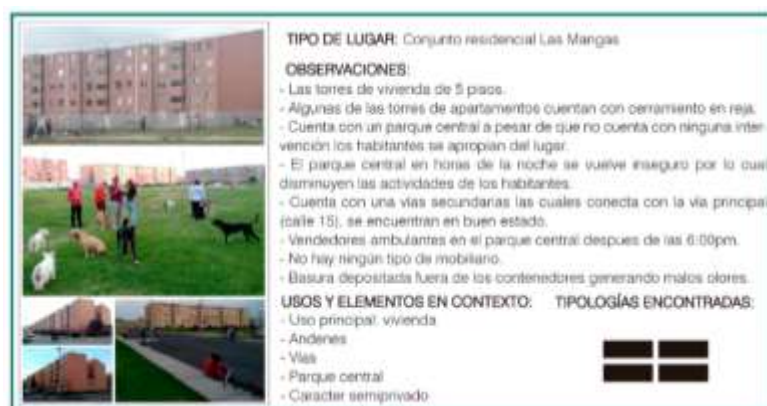 TIPO DE LUGAR: Conjunto residencial Las Mangas
OBSERVACIONES:
- Las torres de vivienda de 5 pisos.
- Algunas de las torres de apartamentos cuentan con cerramiento en reja.
- Cuenta con un parque central a pesar de que no cuenta con ninguna inter
vención los habitantes se apropian del lugar.
- El parque central en horas de la noche se vuelve inseguro por lo cual
disminuyen las actividades de los habitantes.
- Cuenta con una vias secundarias las cuales conecta con la via principal
(calle 15), se encuentran en buen estado.
- Vendedores ambulantes en el parque central despues de las 6:00pm.
- No hay ningún tipo de mobiliario.
- Basura depositada fuera de los contenedores generando malos olores.
USOS Y ELEMENTOS EN CONTEXTO:
- Uso principal: vivienda
- Andenes
- Vias
- Parque central
- Caracter semiprivado
TIPOLOGÍAS ENCONTRADAS: